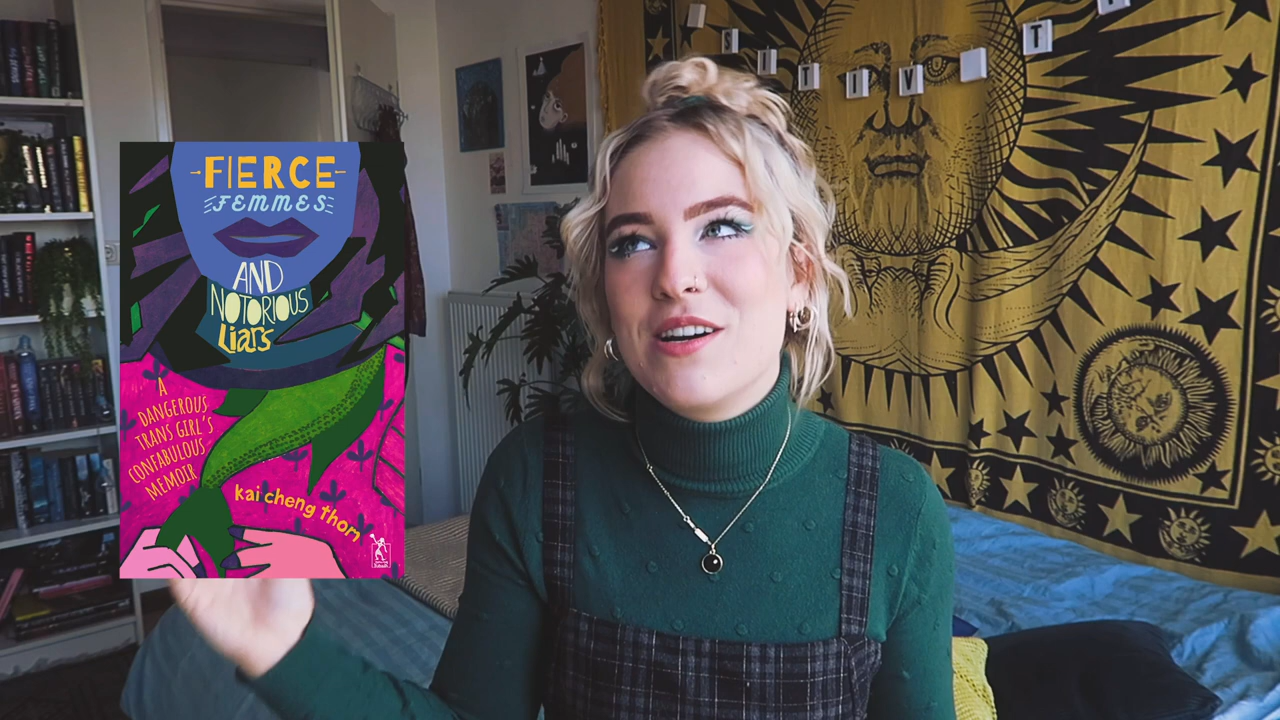 S I T I V I T
-FIERCE-
FEMMES
AND
NOTORIOUS
LiarS
A
DANGEROUS
TRANS GIRL'S
CONFABULOUS
MEMOIR
kai cheng thom